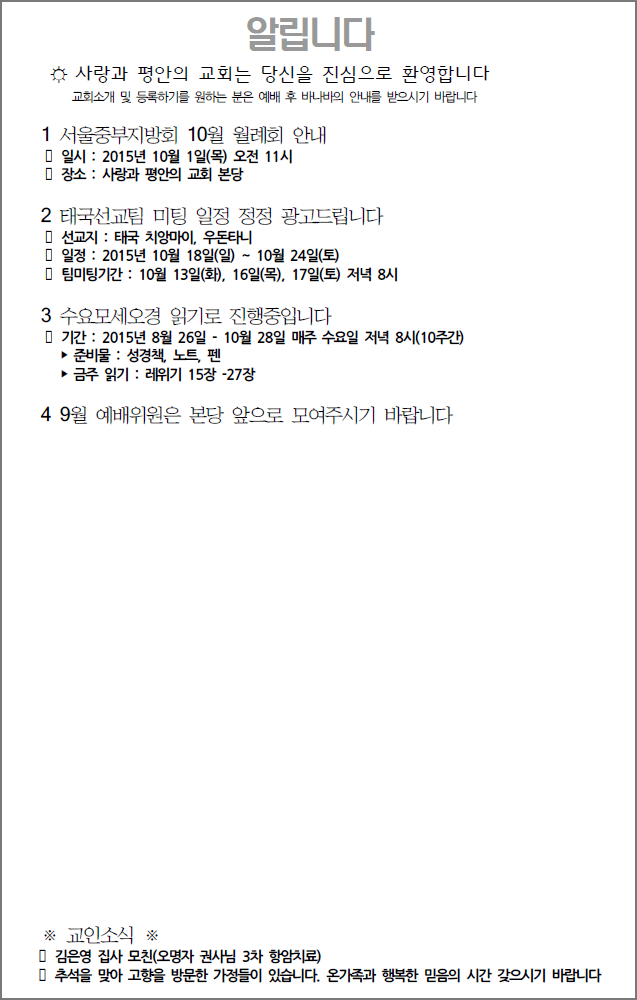 알립니다
☼ 사랑과 평안의 교회는 당신을 진심으로 환영합니다
교회소개 및 등록하기를 원하는 분은 예배 후 바나바의 안내를 받으시기 바랍니다
1 서울중부지방회 10월 월례회 안내
▯ 일시 : 2015년 10월 1일(목) 오전 11시
▯ 장소 : 사랑과 평안의 교회 본당
2 태국선교팀 미팅 일정 정정 광고드립니다
▯ 선교지 : 태국 치앙마이, 우돈타니
▯ 일정 : 2015년 10월 18일(일) ~ 10월 24일(토)
▯ 팀미팅기간 : 10월 13일(화), 16일(목), 17일(토) 저녁 8시
3 수요모세오경 읽기로 진행중입니다
▯ 기간 : 2015년 8월 26일 - 10월 28일 매주 수요일 저녁 8시(10주간)
▶ 준비물 : 성경책, 노트, 펜
▶ 금주 읽기 : 레위기 15장 -27장
4 9월 예배위원은 본당 앞으로 모여주시기 바랍니다
※ 교인소식 ※
▯ 김은영 집사 모친(오명자 권사님 3차 항암치료)
▯ 추석을 맞아 고향을 방문한 가정들이 있습니다. 온가족과 행복한 믿음의 시간 갖으시기 바랍니다